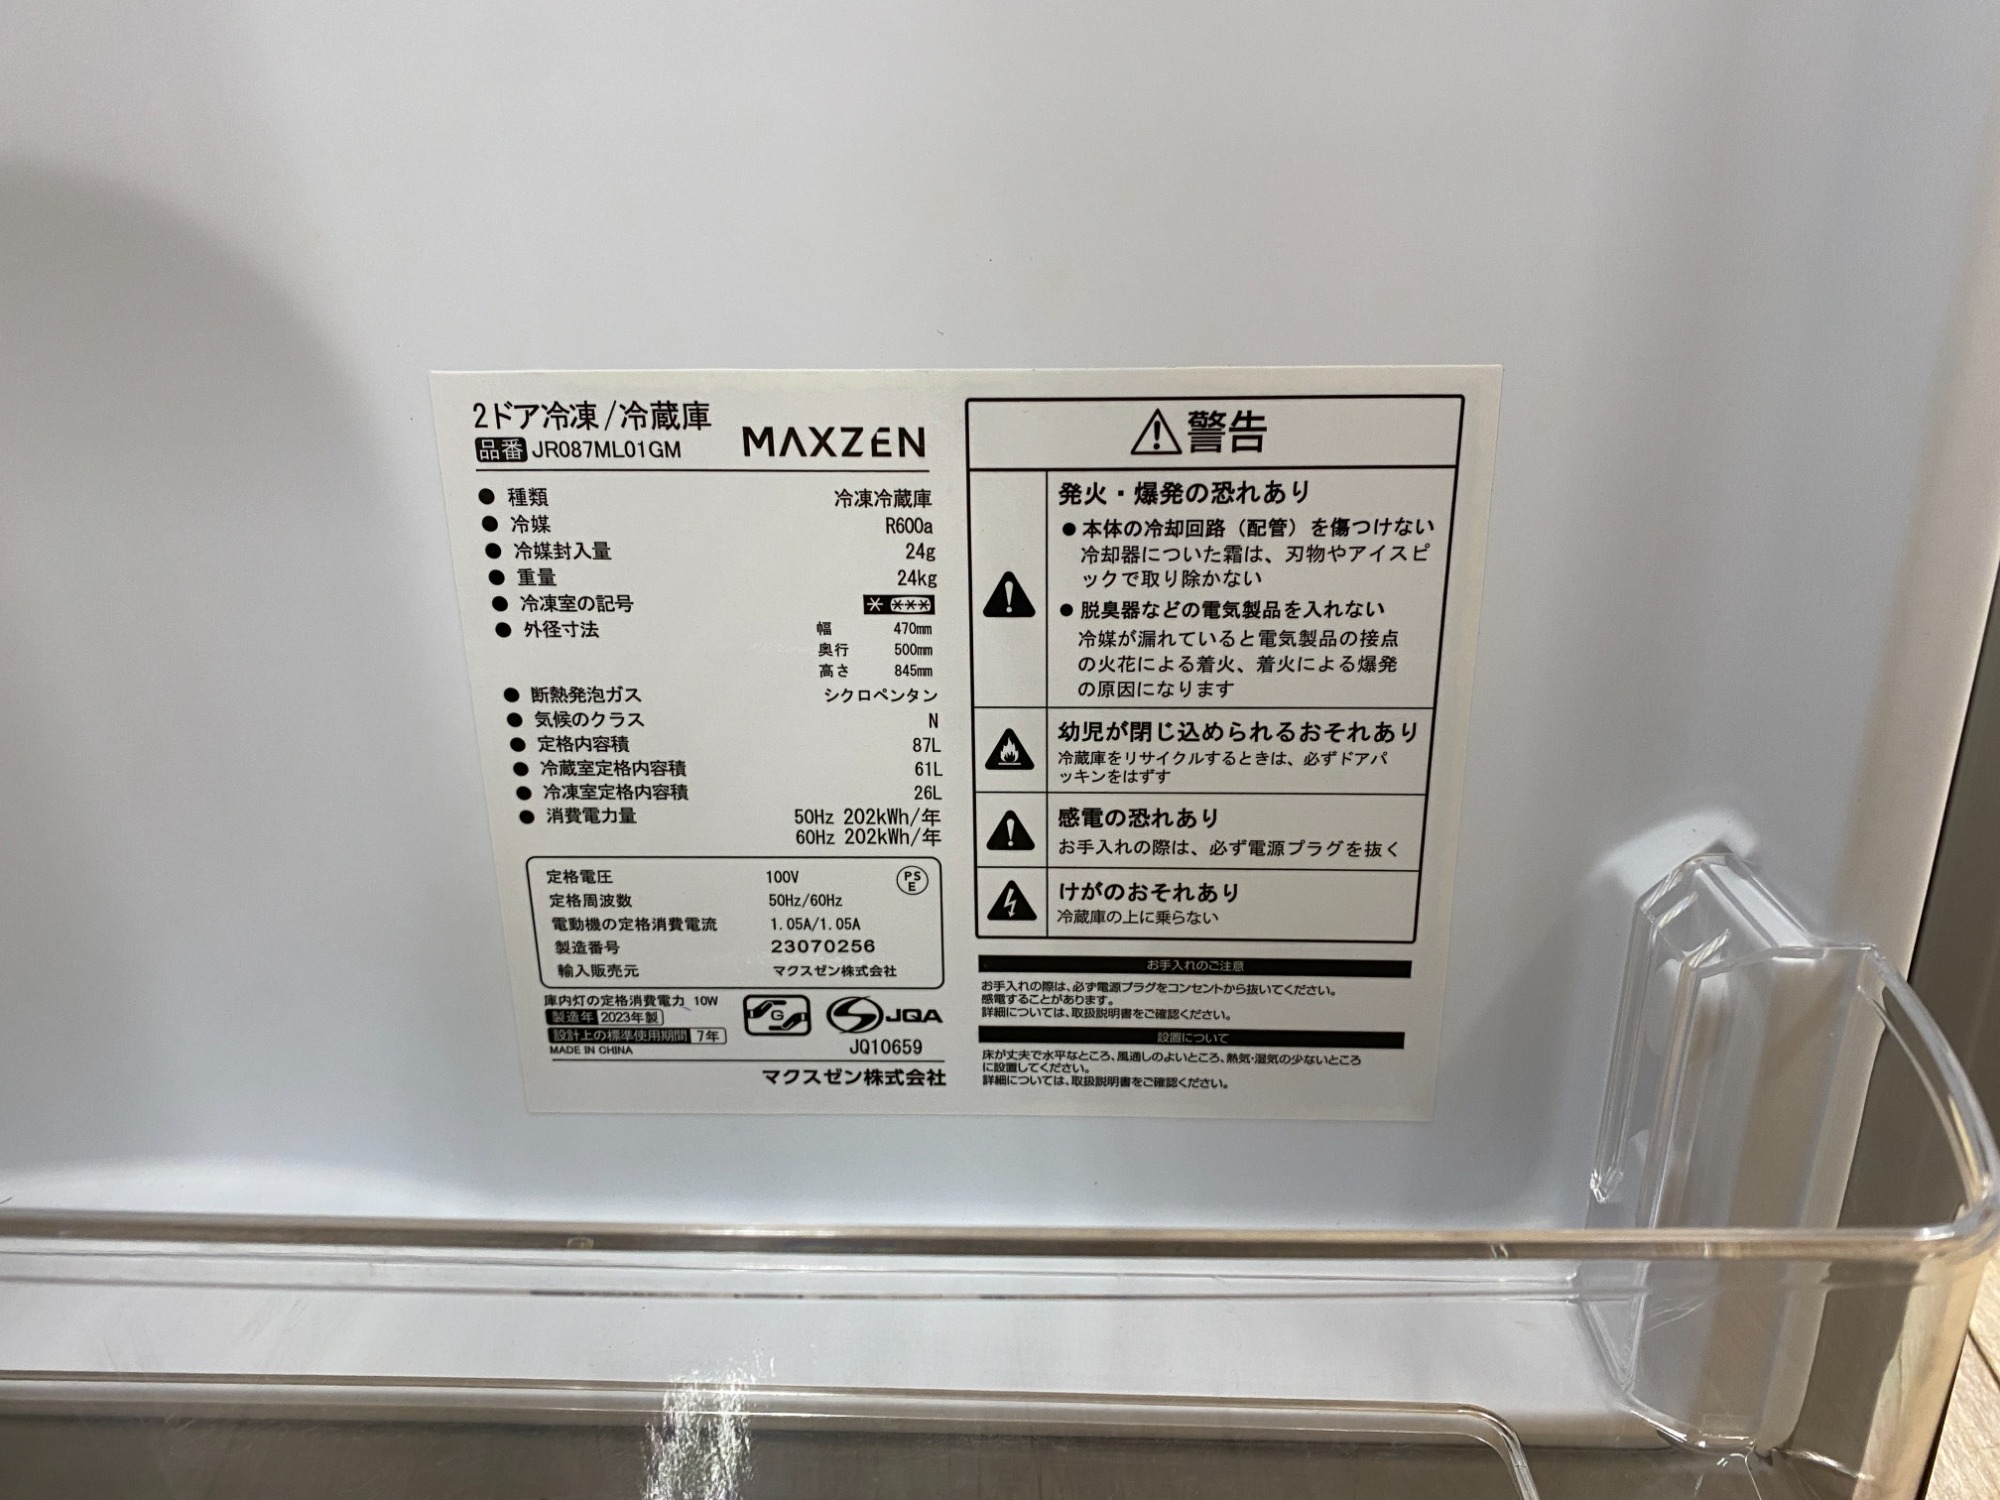 2ドア冷凍/冷蔵庫
品番 JR087ML01GM
MAXZEN
● 種類 冷凍冷蔵庫
● 冷媒 R600a
● 冷媒封入量 24g
● 重量 24kg
● 冷凍室の記号 * ***
● 外径寸法 幅 470mm
奥行 500mm
高さ 845mm
● 断熱発泡ガス シクロペンタン
● 気候のクラス N
● 定格内容積 87L
● 冷蔵室定格内容積 61L
● 冷凍室定格内容積 26L
● 消費電力量 50Hz 202kWh/年
60Hz 202kWh/年
定格電圧 100V
PSE
定格周波数 50Hz/60Hz
電動機の定格消費電流 1.05A/1.05A
製造番号 23070256
輸入販売元 マクスゼン株式会社
庫内灯の定格消費電力 10W
製造年 2023年製
設計上の標準使用期間 7年
MADE IN CHINA
G
S JQA
JQ10659
マクスゼン株式会社
警告
発火・爆発の恐れあり
● 本体の冷却回路（配管）を傷つけない
冷却器についた霜は、刃物やアイスピ
ックで取り除かない
● 脱臭器などの電気製品を入れない
冷媒が漏れていると電気製品の接点
の火花による着火、着火による爆発
の原因になります
幼児が閉じ込められるおそれあり
冷蔵庫をリサイクルするときは、必ずドアパ
ッキンをはずす
感電の恐れあり
お手入れの際は、必ず電源プラグを抜く
けがのおそれあり
冷蔵庫の上に乗らない
お手入れのご注意
お手入れの際は、必ず電源プラグをコンセントから抜いてください。
感電することがあります。
詳細については、取扱説明書をご確認ください。
設置について
床が丈夫で水平なところ、風通しのよいところ、熱気・湿気の少ないところ
に設置してください。
詳細については、取扱説明書をご確認ください。